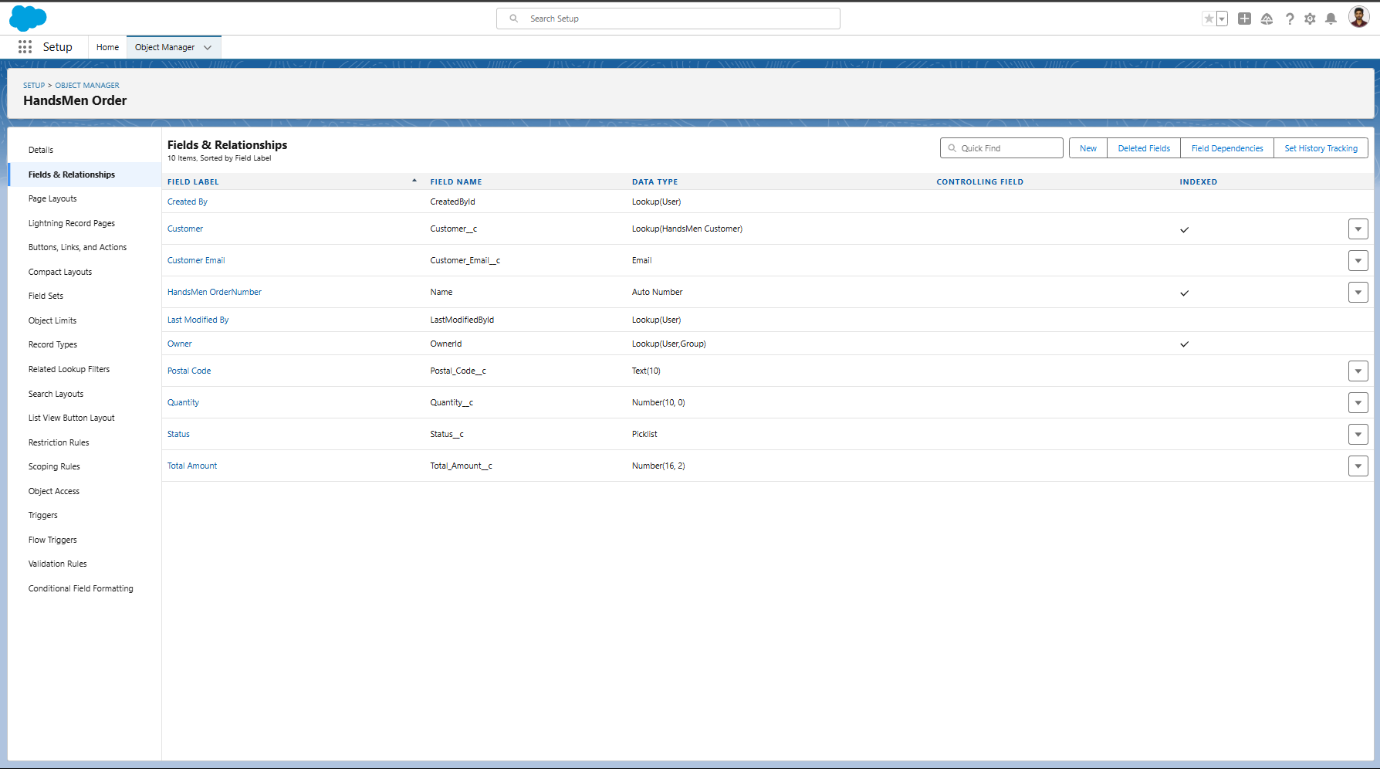 Search Setup
Setup Home Object Manager
SETUP > OBJECT MANAGER
HandsMen Order
Details
Fields & Relationships
Page Layouts
Lightning Record Pages
Buttons, Links, and Actions
Compact Layouts
Field Sets
Object Limits
Record Types
Related Lookup Filters
Search Layouts
List View Button Layout
Restriction Rules
Scoping Rules
Object Access
Triggers
Flow Triggers
Validation Rules
Conditional Field Formatting
Fields & Relationships
10 Items, Sorted by Field Label
Quick Find New Deleted Fields Field Dependencies Set History Tracking
FIELD LABEL FIELD NAME DATA TYPE CONTROLLING FIELD INDEXED
Created By CreatedById Lookup(User)
Customer Customer__c Lookup(HandsMen Customer)
Customer Email Customer_Email__c Email
HandsMen OrderNumber Name Auto Number
Last Modified By LastModifiedById Lookup(User)
Owner OwnerId Lookup(User,Group)
Postal Code Postal_Code__c Text(10)
Quantity Quantity__c Number(10, 0)
Status Status__c Picklist
Total Amount Total_Amount__c Number(16, 2)